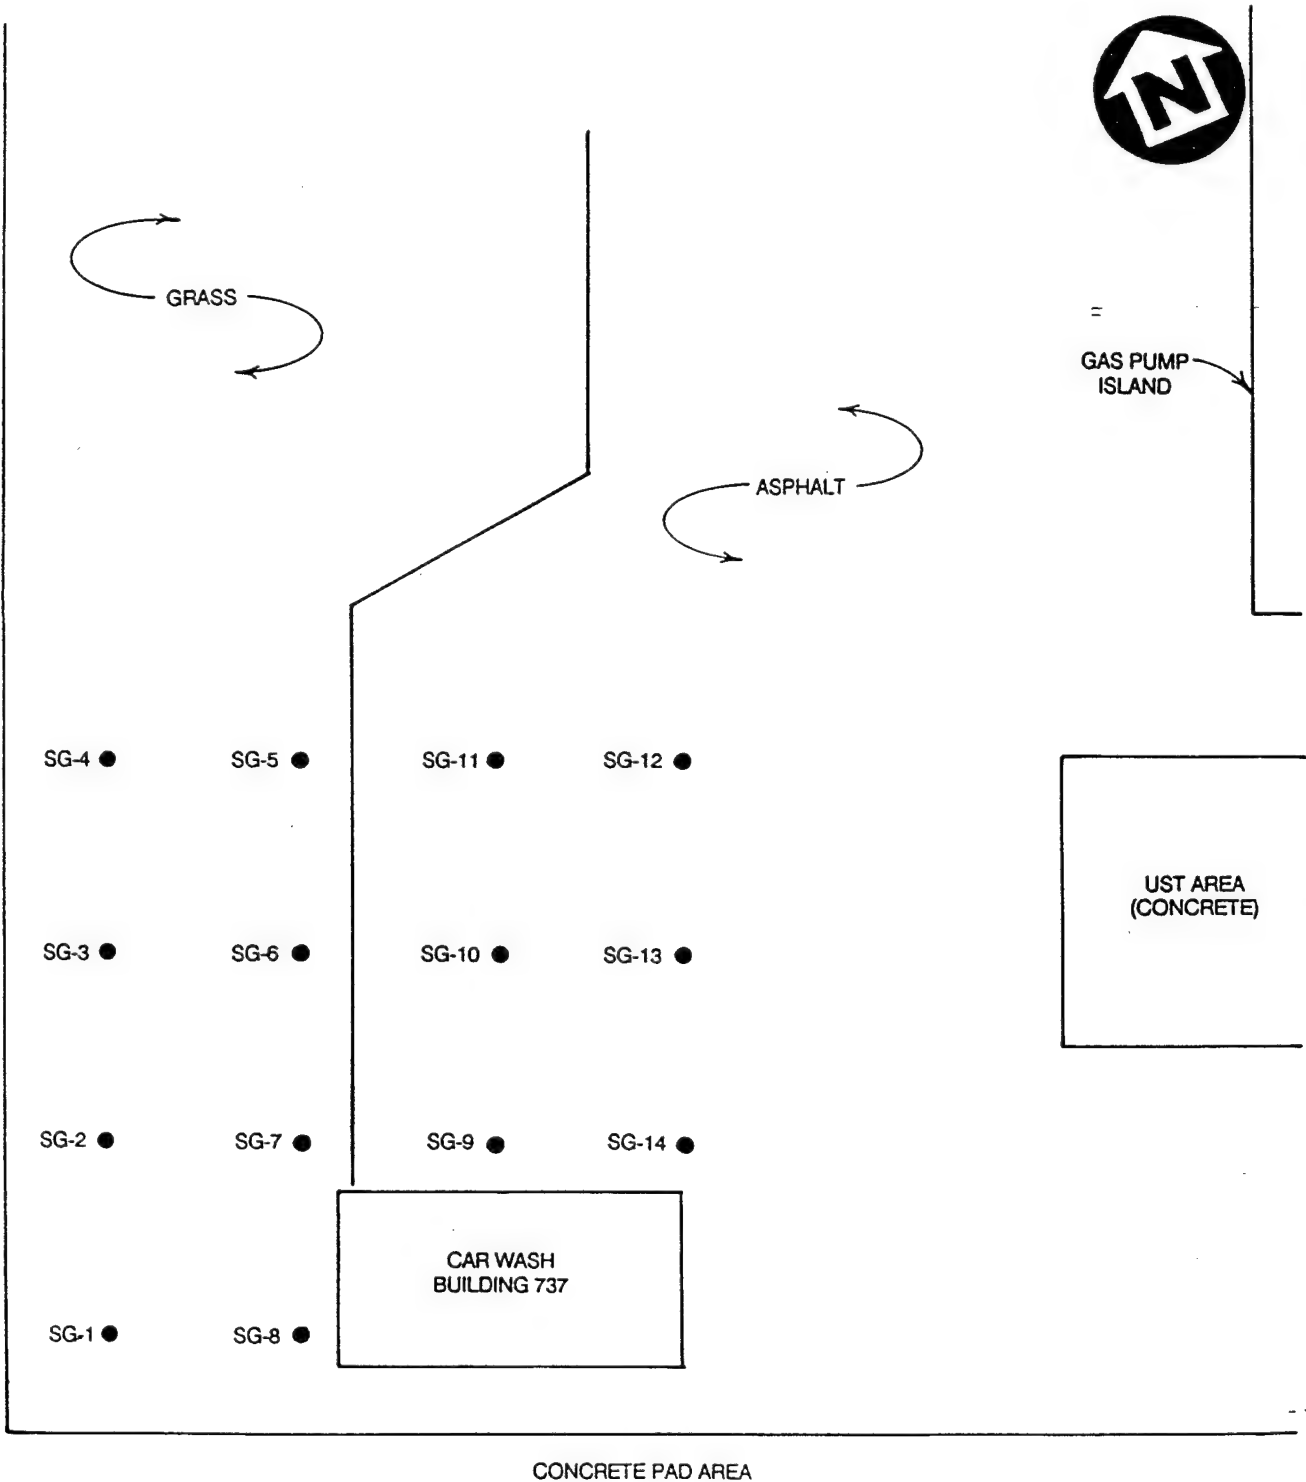 N
GRASS
GAS PUMP
ISLAND
ASPHALT
SG-4
SG-5
SG-11
SG-12
UST AREA
(CONCRETE)
SG-3
SG-6
SG-10
SG-13
SG-2
SG-7
SG-9
SG-14
CAR WASH
BUILDING 737
SG-1
SG-8
CONCRETE PAD AREA